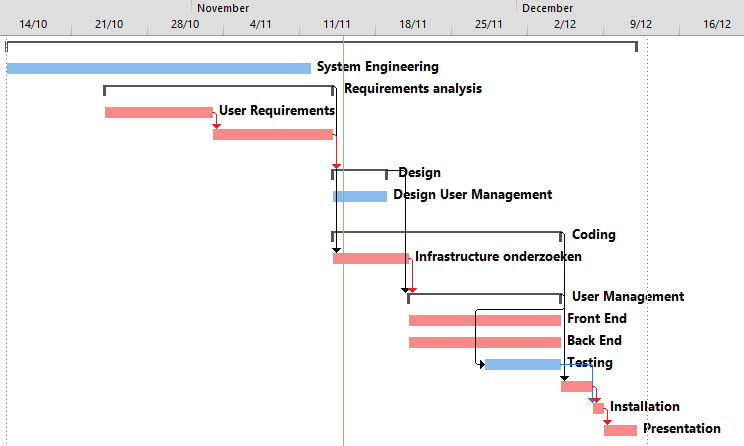 November December
14/10 21/10 28/10 4/11 11/11 18/11 25/11 2/12 9/12 16/12
System Engineering
Requirements analysis
User Requirements
Design
Design User Management
Coding
Infrastructure onderzoeken
User Management
Front End
Back End
Testing
Installation
Presentation